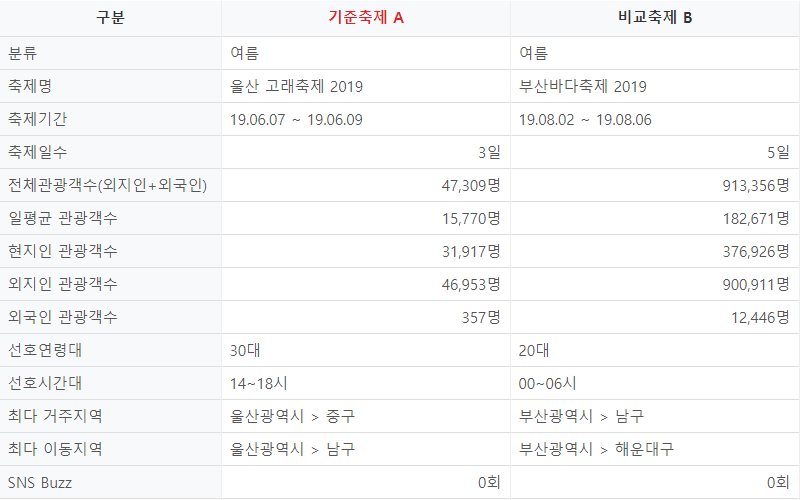 구분 기준축제 A 비교축제 B
분류 여름 여름
축제명 울산 고래축제 2019 부산바다축제 2019
축제기간 19.06.07 ~ 19.06.09 19.08.02 ~ 19.08.06
축제일수 3일 5일
전체관광객수(외지인+외국인) 47,309명 913,356명
일평균 관광객수 15,770명 182,671명
현지인 관광객수 31,917명 376,926명
외지인 관광객수 46,953명 900,911명
외국인 관광객수 357명 12,446명
선호연령대 30대 20대
선호시간대 14~18시 00~06시
최다 거주지역 울산광역시 > 중구 부산광역시 > 남구
최다 이동지역 울산광역시 > 남구 부산광역시 > 해운대구
SNS Buzz 0회 0회